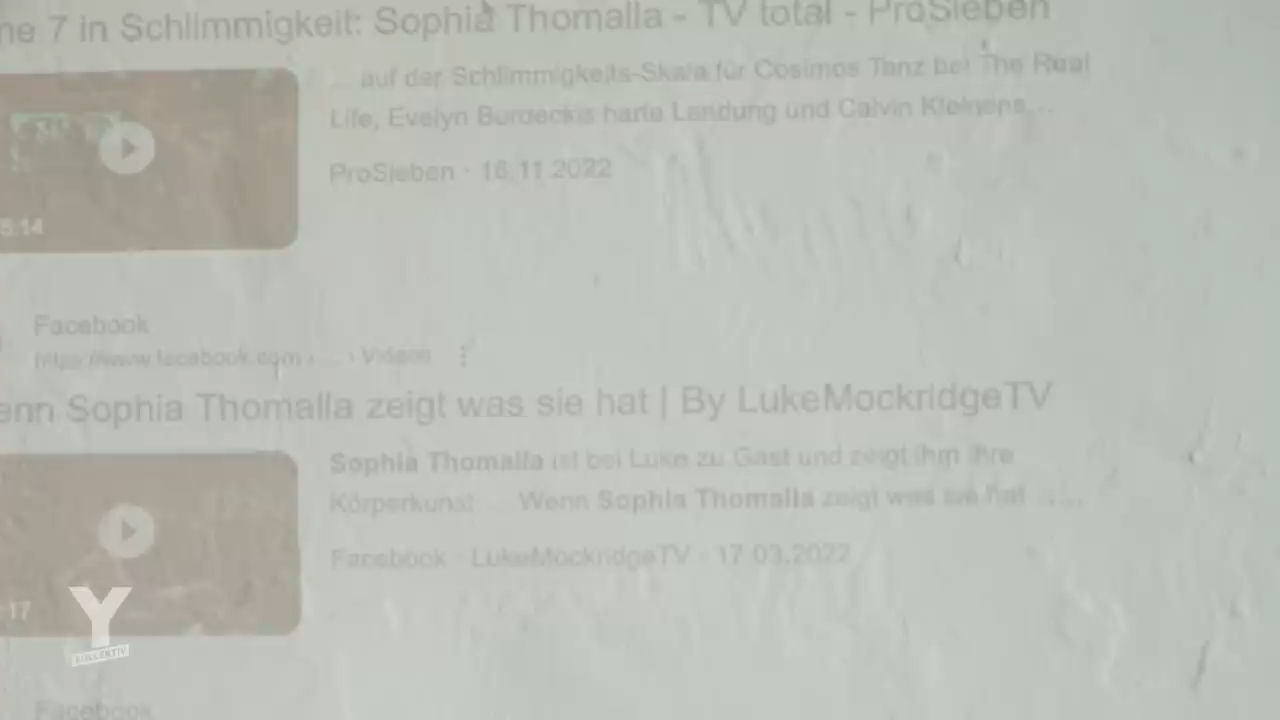 ne 7 in Schlimmigkeit: Sophia Thomalla - TV total - ProSieben
... auf der Schlimmigkeits-Skala für Cosimos Tanz bei The Real
Life, Evelyn Burdeckis harte Landung und Calvin Kleinens...
ProSieben · 16.11.2022
5:14
Facebook
https://www.facebook.com › ... › Videos
enn Sophia Thomalla zeigt was sie hat | By LukeMockridgeTV
Sophia Thomalla ist bei Luke zu Gast und zeigt ihm ihre
Körperkunst. ... Wenn Sophia Thomalla zeigt was sie hat ... ...
Facebook · LukeMockridgeTV · 17.03.2022
:17
Y
KOLLEKTIV
Facebook